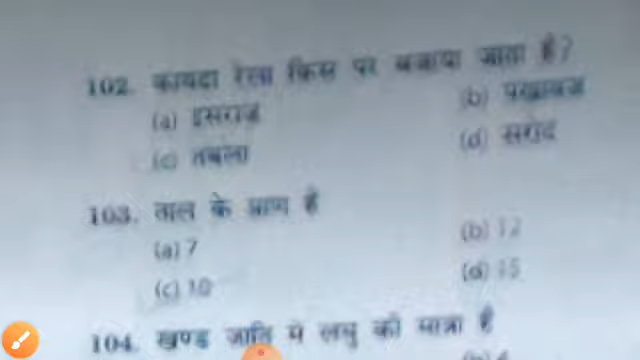 102. कायदा रेला किस पर बजाया जाता है?
(a) इसराज (b) पखावज
(c) तबला (d) सरोद
103. ताल के प्राण हैं
(a) 7 (b) 12
(c) 10 (d) 15
104. खण्ड जाति में लघु की मात्रा है